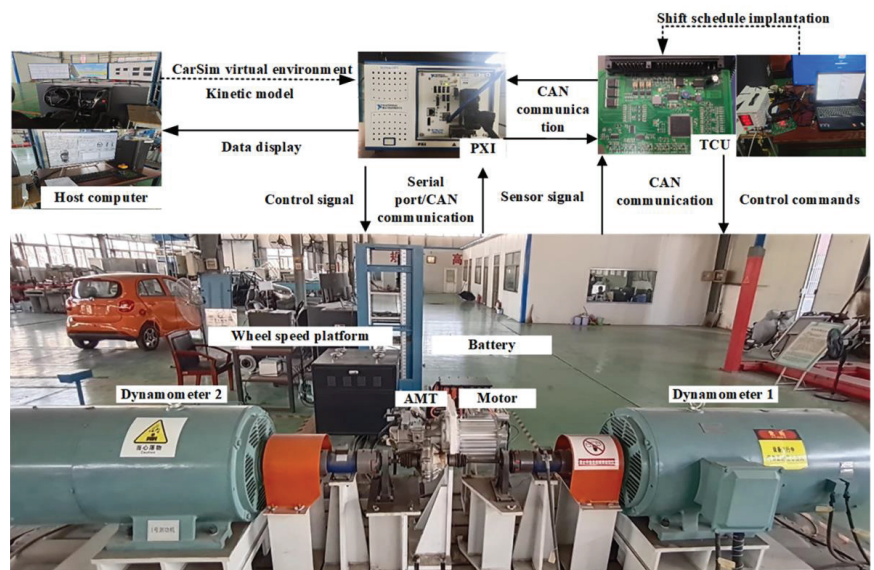 Shift schedule implantation
CarSim virtual environment
Kinetic model
CAN
communica
tion
Data display
PXI
TCU
Host computer
Control signal
Serial
port/CAN
communication
Sensor signal
CAN
communication
Control commands
Wheel speed platform
Battery
Dynamometer 2
AMT
Motor
Dynamometer 1
PXI